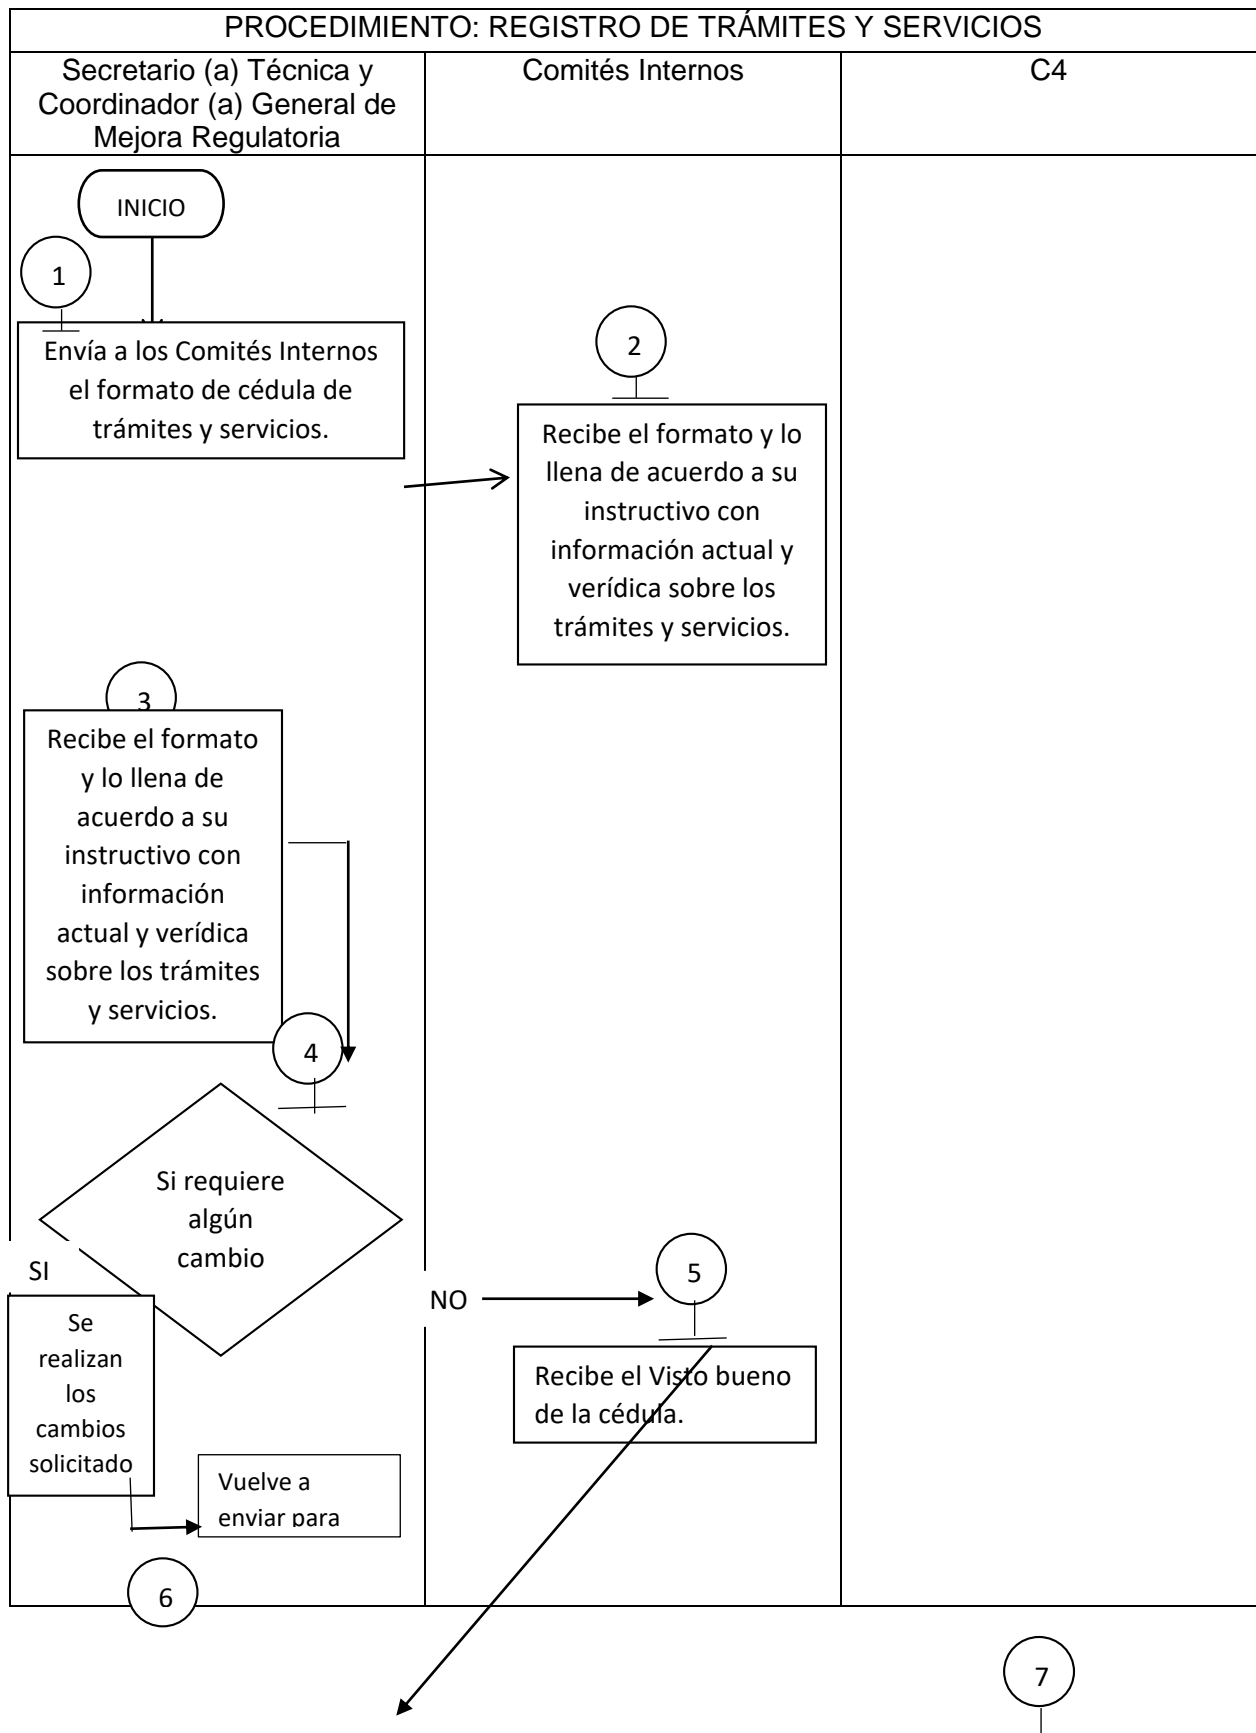 PROCEDIMIENTO: REGISTRO DE TRÁMITES Y SERVICIOS
Secretario (a) Técnica y
Coordinador (a) General de
Mejora Regulatoria
Comités Internos
C4
INICIO
1
Envía a los Comités Internos
el formato de cédula de
trámites y servicios.
2
Recibe el formato y lo
llena de acuerdo a su
instructivo con
información actual y
verídica sobre los
trámites y servicios.
3
Recibe el formato
y lo llena de
acuerdo a su
instructivo con
información
actual y verídica
sobre los trámites
y servicios.
4
Si requiere
algún
cambio
SI
NO
5
Se
realizan
los
cambios
solicitado
Recibe el Visto bueno
de la cédula.
Vuelve a
enviar para
6
7